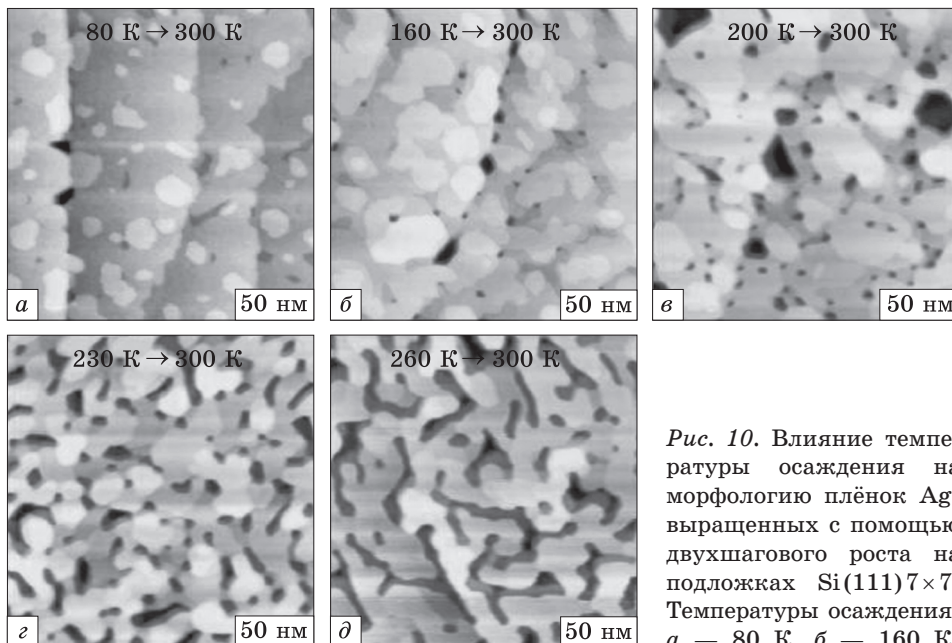 80 К→300 К
160 К→300 К
200 К→300 К
а
50 нм
б
50 нм
в
50 нм
230 К→300 К
260 К→300 К
г
50 нм
д
50 нм
Рис. 10. Влияние темпе
ратуры осаждения на
морфологию плёнок Ag
выращенных с помощью
двухшагового роста на
подложках Si(111)7×7
Температуры осаждения
а — 80 К, б — 160 К